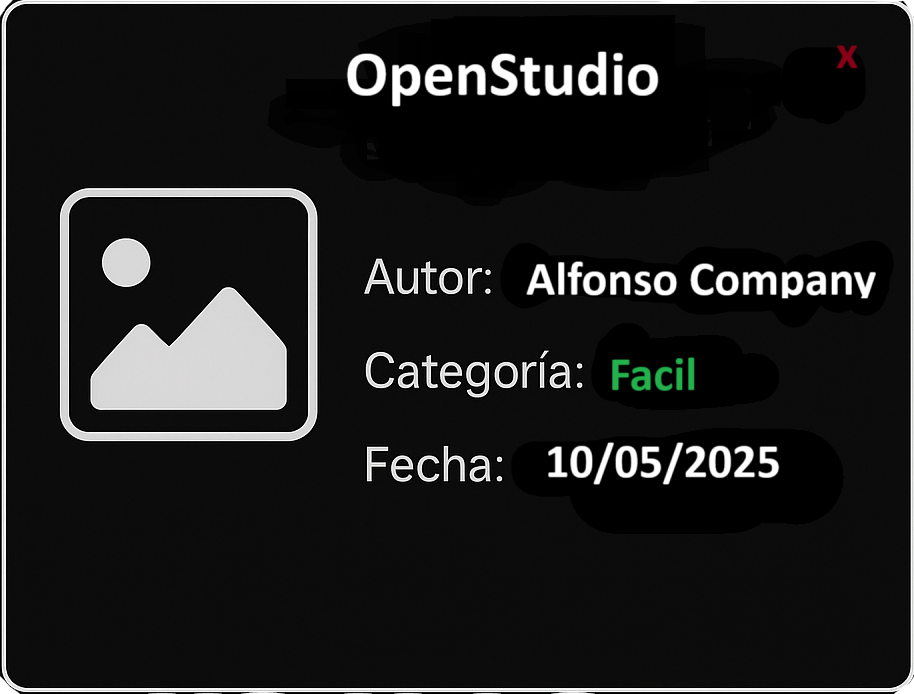 OpenStudio
x
Autor: Alfonso Company
Categoría: Facil
Fecha: 10/05/2025